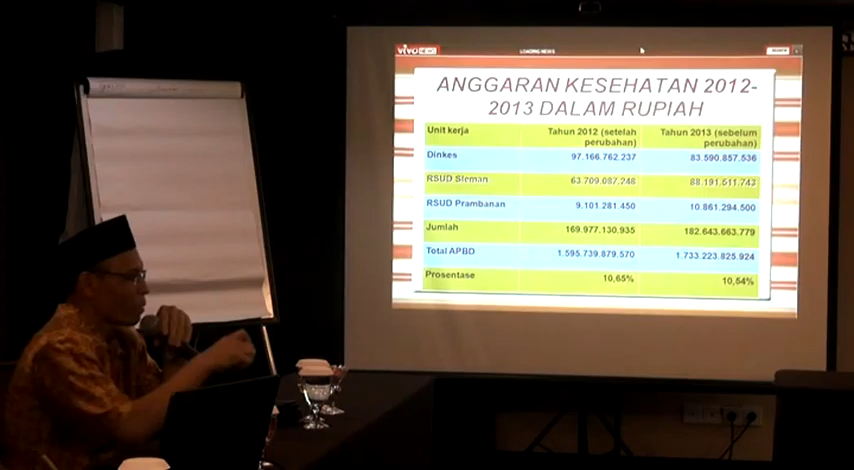 VIVO
LOADING NEWS
ANGGARAN KESEHATAN 2012-
2013 DALAM RUPIAH
Unit kerja Tahun 2012 (setelah perubahan) Tahun 2013 (sebelum perubahan)
Dinkes 97.166.762.237 83.590.857.536
RSUD Sleman 63.709.087.248 88.191.511.743
RSUD Prambanan 9.101.281.450 10.861.294.500
Jumlah 169.977.130.935 182.643.663.779
Total APBD 1.595.739.879.570 1.733.223.825.924
Prosentase 10,65% 10,54%